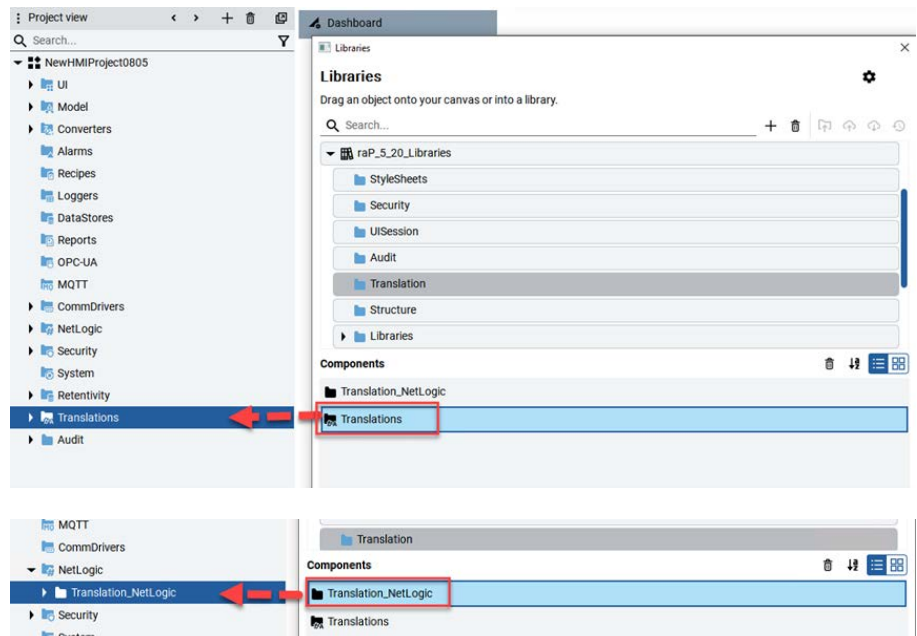 Project view
Search...
NewHMIProject0805
UI
Model
Converters
Alarms
Recipes
Loggers
DataStores
Reports
OPC-UA
MQTT
CommDrivers
NetLogic
Security
System
Retentivity
Translations
Audit
Dashboard
Libraries
Libraries
Drag an object onto your canvas or into a library.
Search...
raP_5_20_Libraries
StyleSheets
Security
UISession
Audit
Translation
Structure
Libraries
Components
Translation_NetLogic
Translations
MQTT
CommDrivers
NetLogic
Translation_NetLogic
Security
System
Translation
Components
Translation_NetLogic
Translations